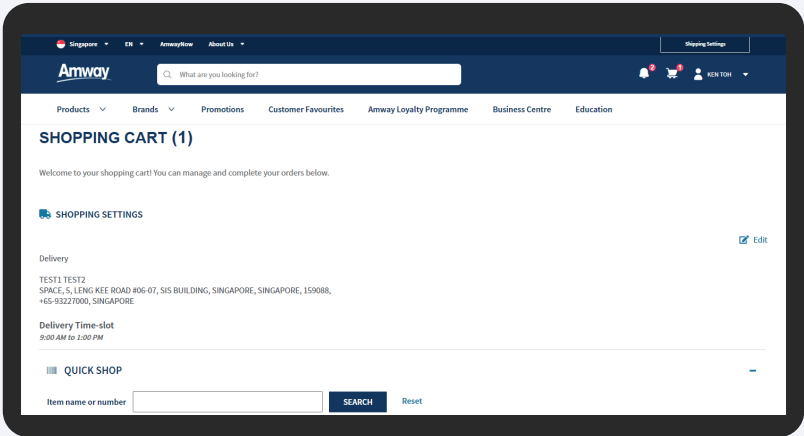 Singapore EN AmwayNow About Us Shipping Settings
Amway What are you looking for? 2 1 KEN TOH
Products Brands Promotions Customer Favourites Amway Loyalty Programme Business Centre Education
SHOPPING CART (1)
Welcome to your shopping cart! You can manage and complete your orders below.
SHOPPING SETTINGS
Edit
Delivery
TEST1 TEST2
SPACE, 5, LENG KEE ROAD #06-07, SIS BUILDING, SINGAPORE, SINGAPORE, 159088,
+65-93227000, SINGAPORE
Delivery Time-slot
9:00 AM to 1:00 PM
QUICK SHOP
Item name or number SEARCH Reset